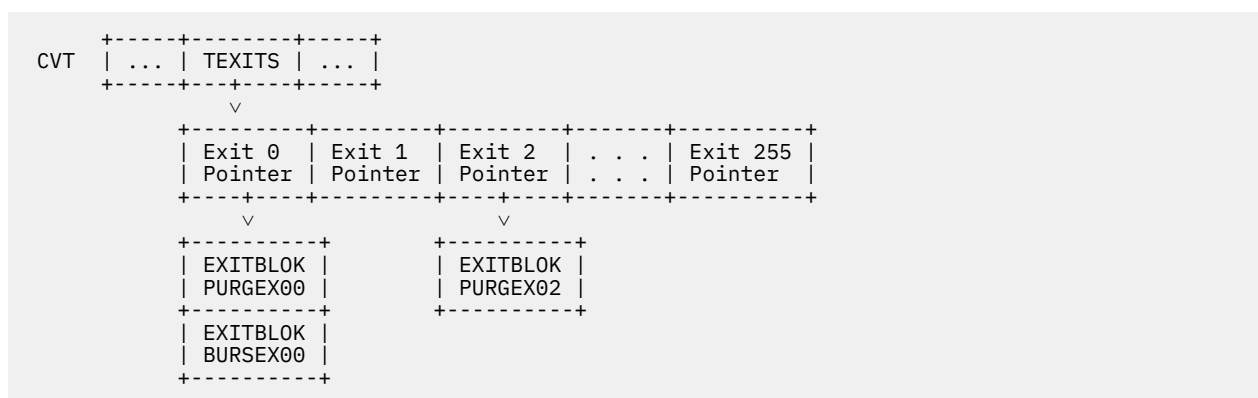 +-----+--------+-----+
CVT | ... | TEXITS | ... |
+-----+---+----+-----+
∨
+---------+---------+---------+-------+----------+
| Exit 0 | Exit 1 | Exit 2 | . . . | Exit 255 |
| Pointer | Pointer | Pointer | . . . | Pointer |
+----+----+---------+----+----+-------+----------+
∨ ∨
+----------+ +----------+
| EXITBLOK | | EXITBLOK |
| PURGEX00 | | PURGEX02 |
+----------+ +----------+
| EXITBLOK |
| BURSEX00 |
+----------+